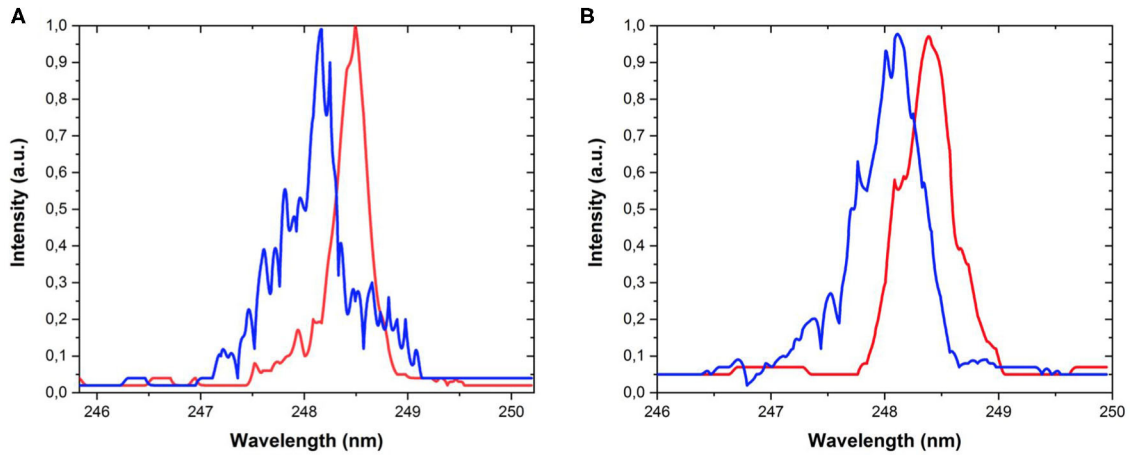 A
1,0
0,9
0,8
0,7
0,6
0,5
0,4
0,3
0,2
0,1
0,0
Intensity (a.u.)
246 247 248 249 250
Wavelength (nm)
B
1,0
0,9
0,8
0,7
0,6
0,5
0,4
0,3
0,2
0,1
0,0
Intensity (a.u.)
246 247 248 249 250
Wavelength (nm)